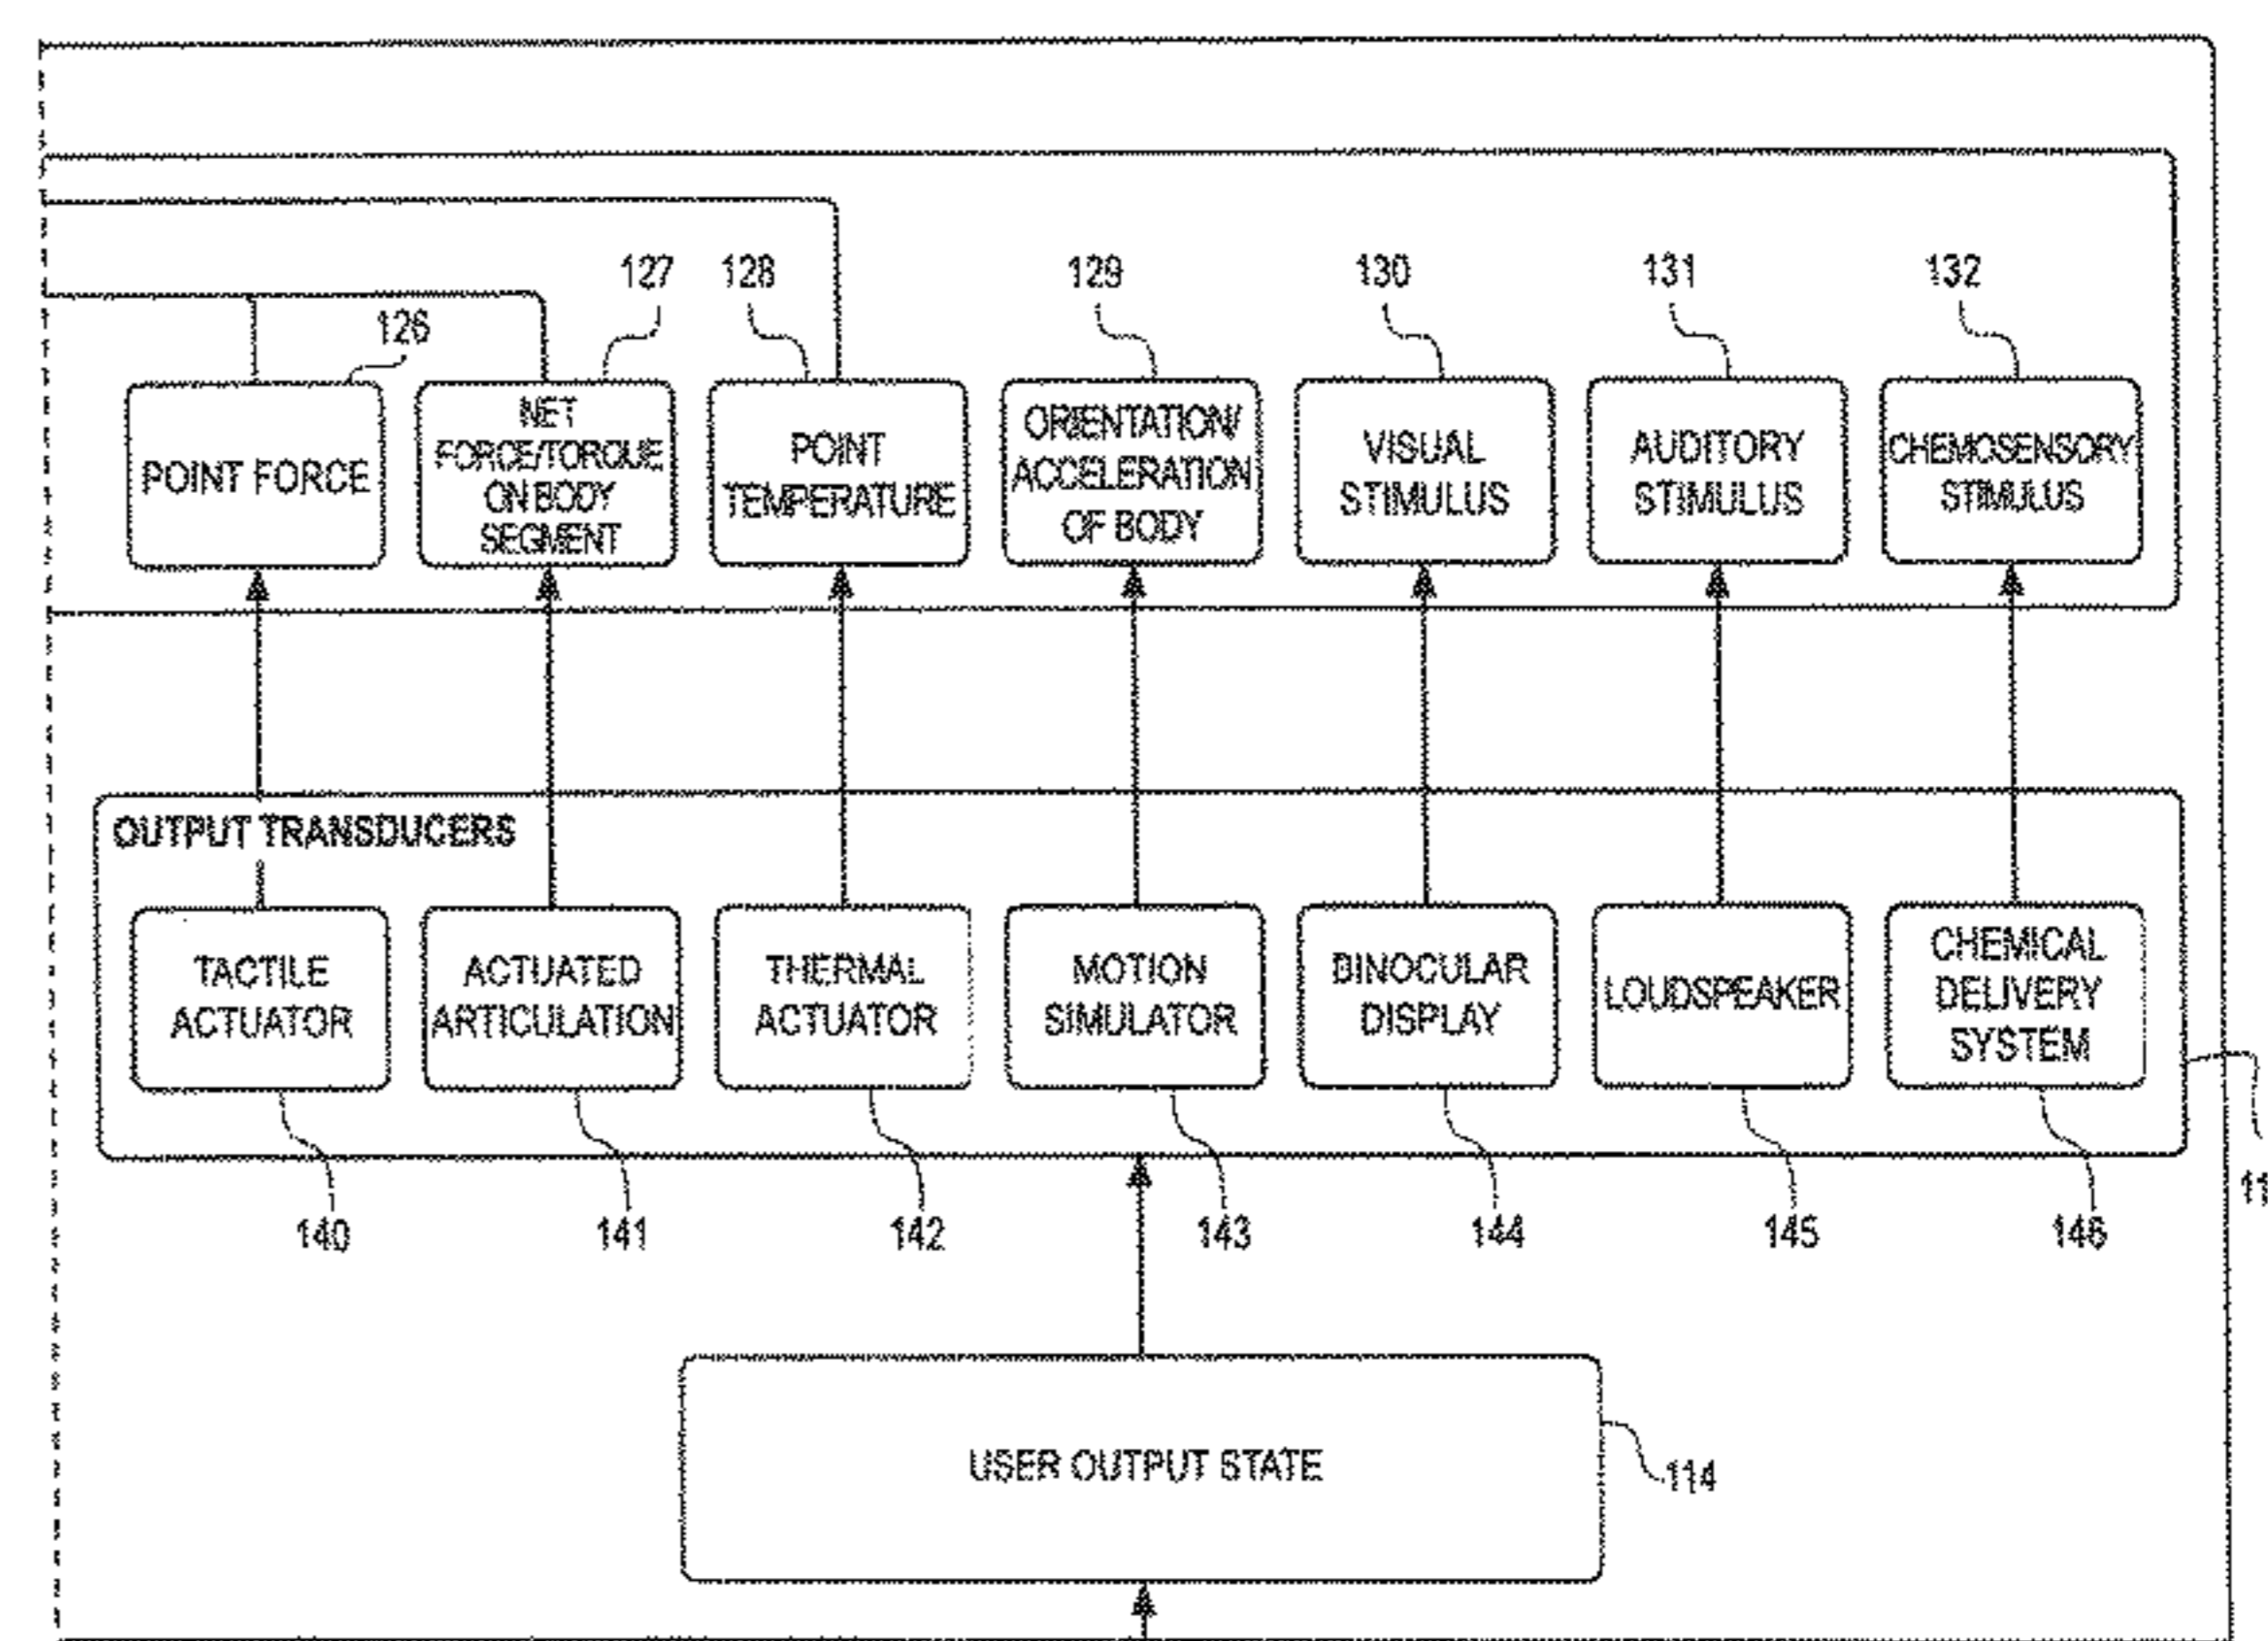 127
128
129
130
131
132
126
POINT FORCE
NET
FORCE/TORQUE
ON BODY
SEGMENT
POINT
TEMPERATURE
ORIENTATION/
ACCELERATION
OF BODY
VISUAL
STIMULUS
AUDITORY
STIMULUS
CHEMOSENSORY
STIMULUS
OUTPUT TRANSDUCERS
TACTILE
ACTUATOR
ACTUATED
ARTICULATION
THERMAL
ACTUATOR
MOTION
SIMULATOR
BINOCULAR
DISPLAY
LOUDSPEAKER
CHEMICAL
DELIVERY
SYSTEM
11
140
141
142
143
144
145
146
USER OUTPUT STATE
114